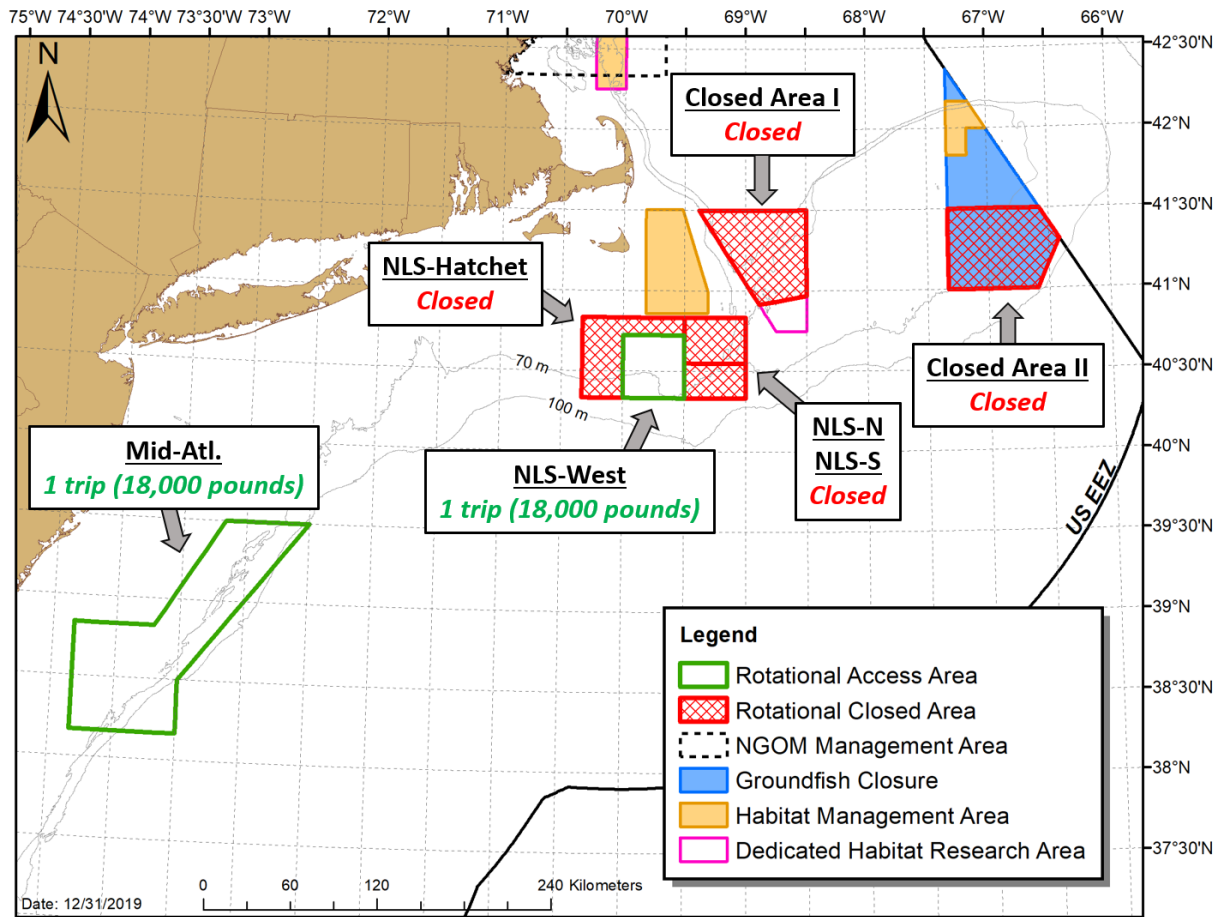 75°W 74°W 73°30'W 73°W 72°W 71°W 70°W 69°W 68°W 67°W 66°W
42°30'N
N
Closed Area I
Closed
42°N
41°30'N
NLS-Hatchet
Closed
41°N
Closed Area II
Closed
40°30'N
70 m
100 m
NLS-N
NLS-S
Closed
40°N
Mid-Atl.
1 trip (18,000 pounds)
NLS-West
1 trip (18,000 pounds)
US EEZ
39°30'N
39°N
Legend
Rotational Access Area
38°30'N
Rotational Closed Area
NGOM Management Area
38°N
Groundfish Closure
Habitat Management Area
37°30'N
Dedicated Habitat Research Area
0 60 120 240 Kilometers
Date: 12/31/2019